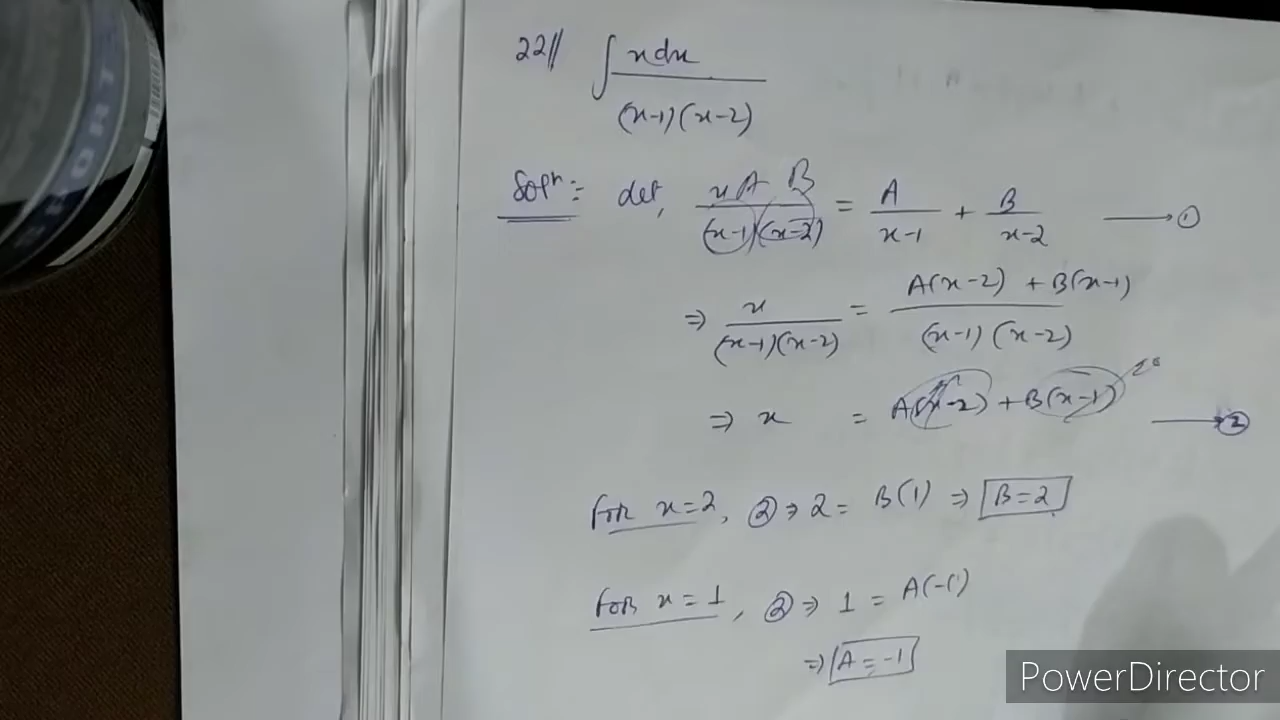 22// ∫ x dx / (x-1)(x-2)
Solⁿ: Let, x A B / (x-1)(x-2) = A / x-1 + B / x-2 ⟶ ①
⇒ x / (x-1)(x-2) = A(x-2) + B(x-1) / (x-1) (x-2)
⇒ x = A(x-2) + B(x-1) ⟶ ②
For x=2, ② ⇒ 2 = B(1) ⇒ B=2
For x=1, ② ⇒ 1 = A(-1)
⇒ A=-1
PowerDirector